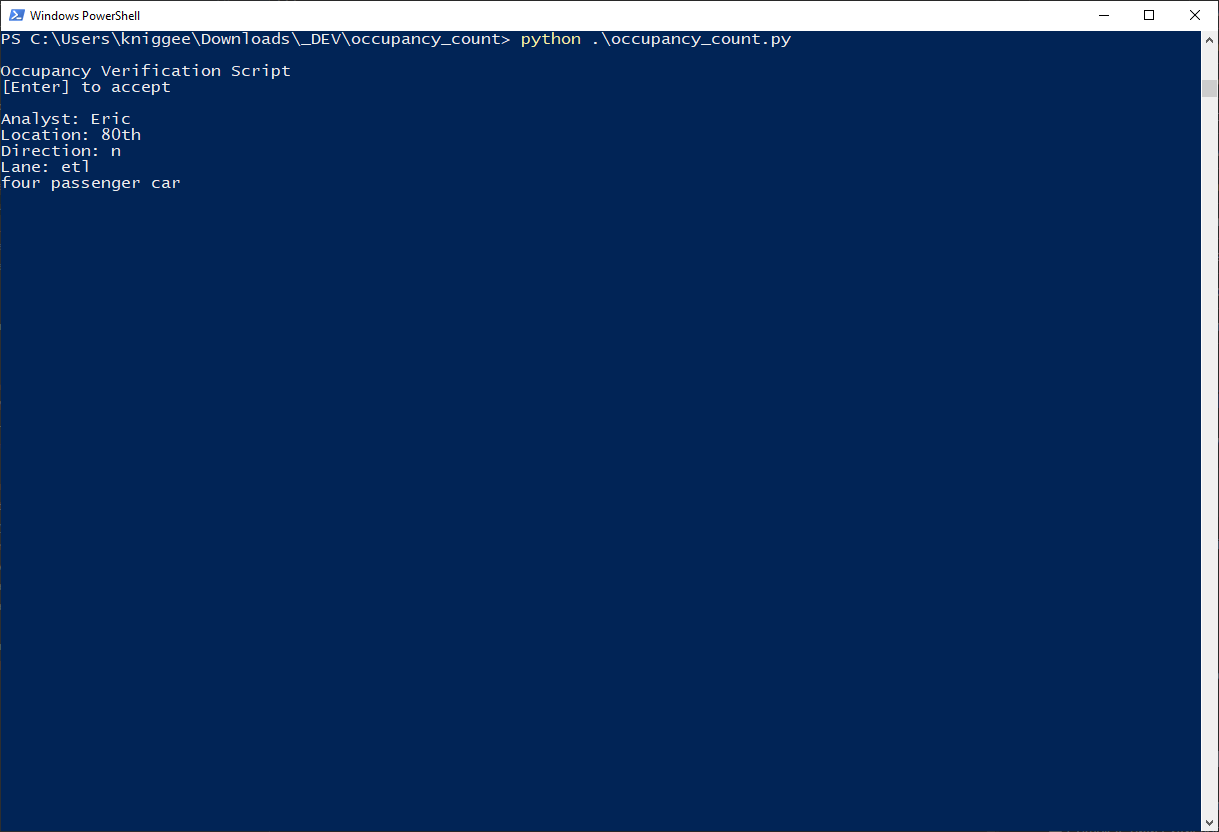 Windows PowerShell
PS C:\Users\kniggee\Downloads\_DEV\occupancy_count> python .\occupancy_count.py
Occupancy Verification Script
[Enter] to accept
Analyst: Eric
Location: 80th
Direction: n
Lane: etl
four passenger car